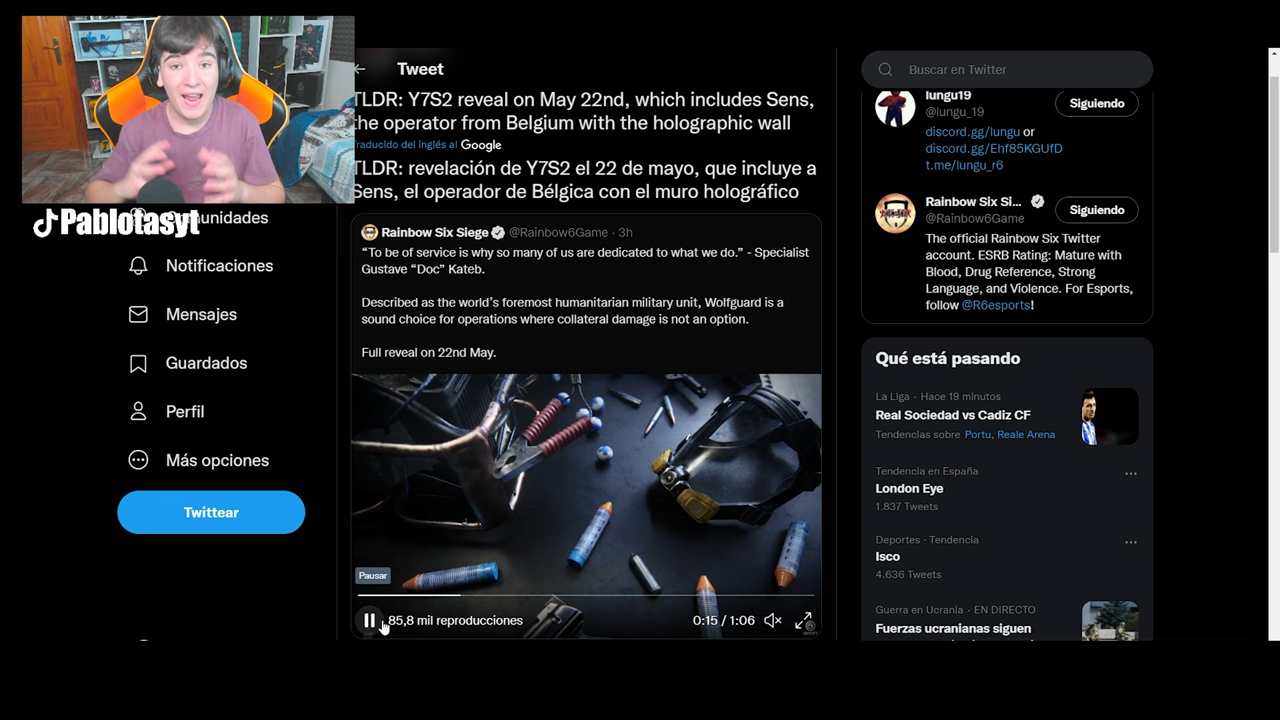 Pablotasyt
Comunidades
Notificaciones
Mensajes
Guardados
Perfil
Más opciones
Twittear
Tweet
TLDR: Y7S2 reveal on May 22nd, which includes Sens,
the operator from Belgium with the holographic wall
raducido del inglés al Google
TLDR: revelación de Y7S2 el 22 de mayo, que incluye a
Sens, el operador de Bélgica con el muro holográfico
Rainbow Six Siege @Rainbow6Game · 3h
“To be of service is why so many of us are dedicated to what we do.” - Specialist
Gustave “Doc” Kateb.
Described as the world’s foremost humanitarian military unit, Wolfguard is a
sound choice for operations where collateral damage is not an option.
Full reveal on 22nd May.
Pausar
85,8 mil reproducciones
0:15 / 1:06
Buscar en Twitter
lungu19
@lungu_19
Siguiendo
discord.gg/lungu or
discord.gg/Ehf85KGUfD
t.me/lungu_r6
Rainbow Six Si...
@Rainbow6Game
Siguiendo
The official Rainbow Six Twitter
account. ESRB Rating: Mature with
Blood, Drug Reference, Strong
Language, and Violence. For Esports,
follow @R6esports!
Qué está pasando
La Liga · Hace 19 minutos
Real Sociedad vs Cadiz CF
Tendencias sobre Portu, Reale Arena
Tendencia en España
London Eye
1.837 Tweets
Deportes · Tendencia
Isco
4.636 Tweets
Guerra en Ucrania · EN DIRECTO
Fuerzas ucranianas siguen